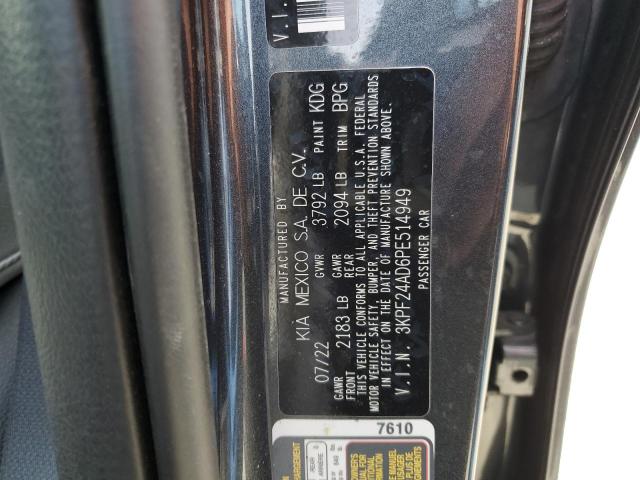 V.I.
MANUFACTURED BY
KIA MEXICO S.A. DE C.V.
07/22 GVWR 3792 LB PAINT KDG
GAWR FRONT 2183 LB GAWR REAR 2094 LB TRIM BPG
THIS VEHICLE CONFORMS TO ALL APPLICABLE U.S.A. FEDERAL
MOTOR VEHICLE SAFETY, BUMPER, AND THEFT PREVENTION STANDARDS
IN EFFECT ON THE DATE OF MANUFACTURE SHOWN ABOVE.
V.I.N. 3KPF24AD6PE514949
PASSENGER CAR
7610